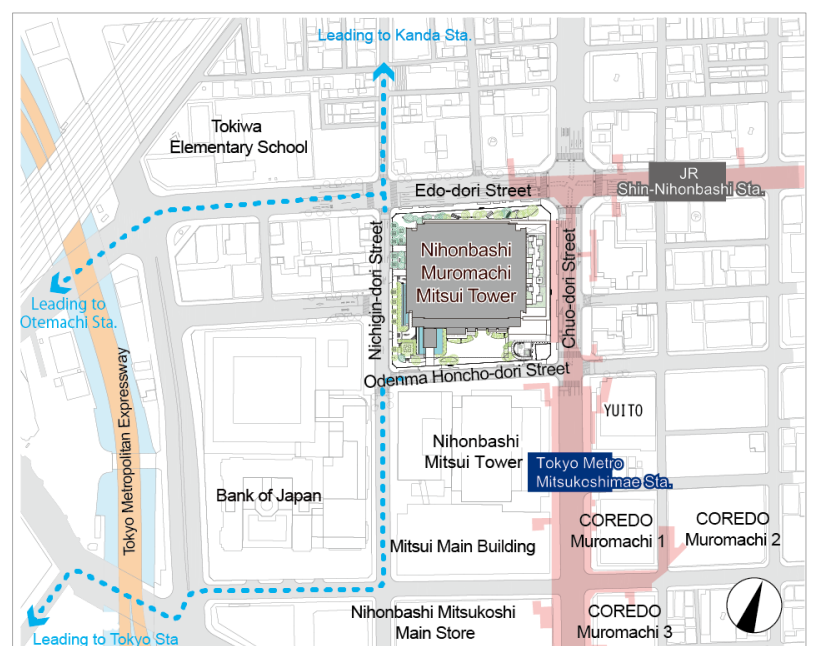 Leading to Kanda Sta.
Tokiwa
Elementary School
JR
Shin-Nihonbashi Sta.
Edo-dori Street
Nihonbashi
Muromachi
Mitsui Tower
Nichigin-dori Street
Chuo-dori Street
Leading to
Otemachi Sta.
Tokyo Metropolitan Expressway
Odenma Honcho-dori Street
YUITO
Nihonbashi
Mitsui Tower
Tokyo Metro
Mitsukoshimae Sta.
Bank of Japan
Mitsui Main Building
COREDO
Muromachi 1
COREDO
Muromachi 2
Nihonbashi Mitsukoshi
Main Store
COREDO
Muromachi 3
Leading to Tokyo Sta